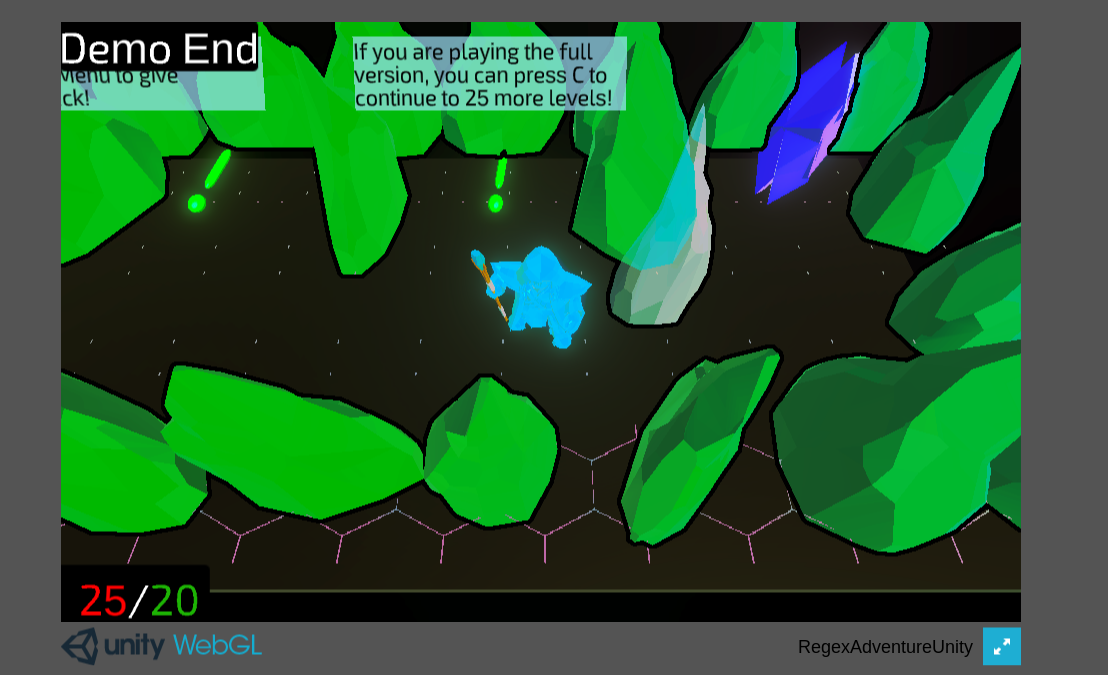 Demo End
Menu to give
ck!
If you are playing the full
version, you can press C to
continue to 25 more levels!
25/20
unity WebGL
RegexAdventureUnity